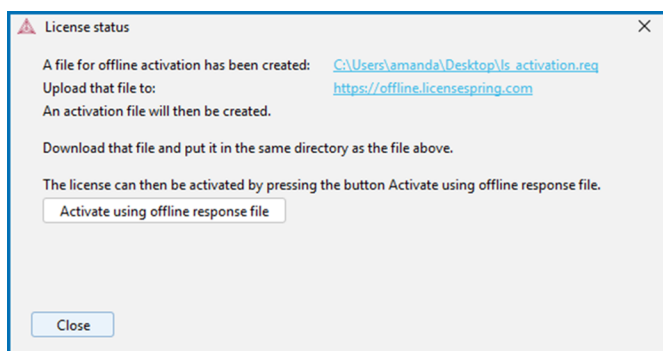 License status
A file for offline activation has been created: C:\Users\amanda\Desktop\ls_activation.req
Upload that file to: https://offline.licensespring.com
An activation file will then be created.
Download that file and put it in the same directory as the file above.
The license can then be activated by pressing the button Activate using offline response file.
Activate using offline response file
Close